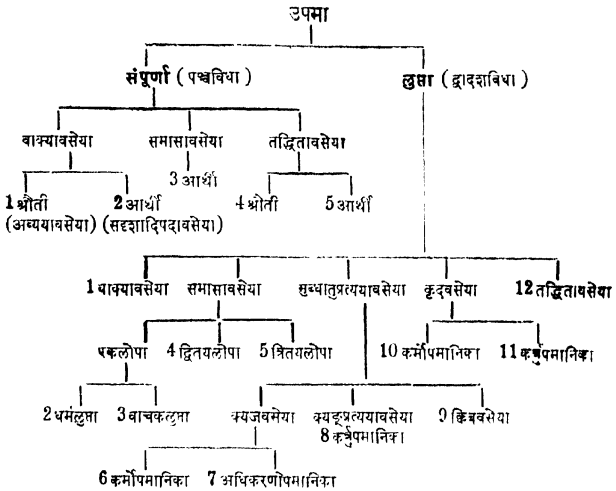 उपमा
संपूर्णा ( पञ्चविधा ) लुप्ता ( द्वादशविधा )
वाक्यावसेया समासावसेया तद्धितावसेया
3 आर्थी
1 श्रौती 2 आर्थी 4 श्रौती 5 आर्थी
(अव्ययावसेया) (सदृशादिपदावसेया)
1 वाक्यावसेया समासावसेया सुब्धातुप्रत्ययावसेया कृदवसेया 12 तद्धितावसेया
एकलोपा 4 द्वितयलोपा 5 त्रितयलोपा 10 कर्मोपमानिका 11 कर्त्रुपमानिका
2 धर्मलुप्ता 3 वाचकलुप्ता क्यजवसेया क्यङ्प्रत्ययावसेया 9 क्विबवसेया
8 कर्त्रुपमानिका
6 कर्मोपमानिका 7 अधिकरणोपमानिका